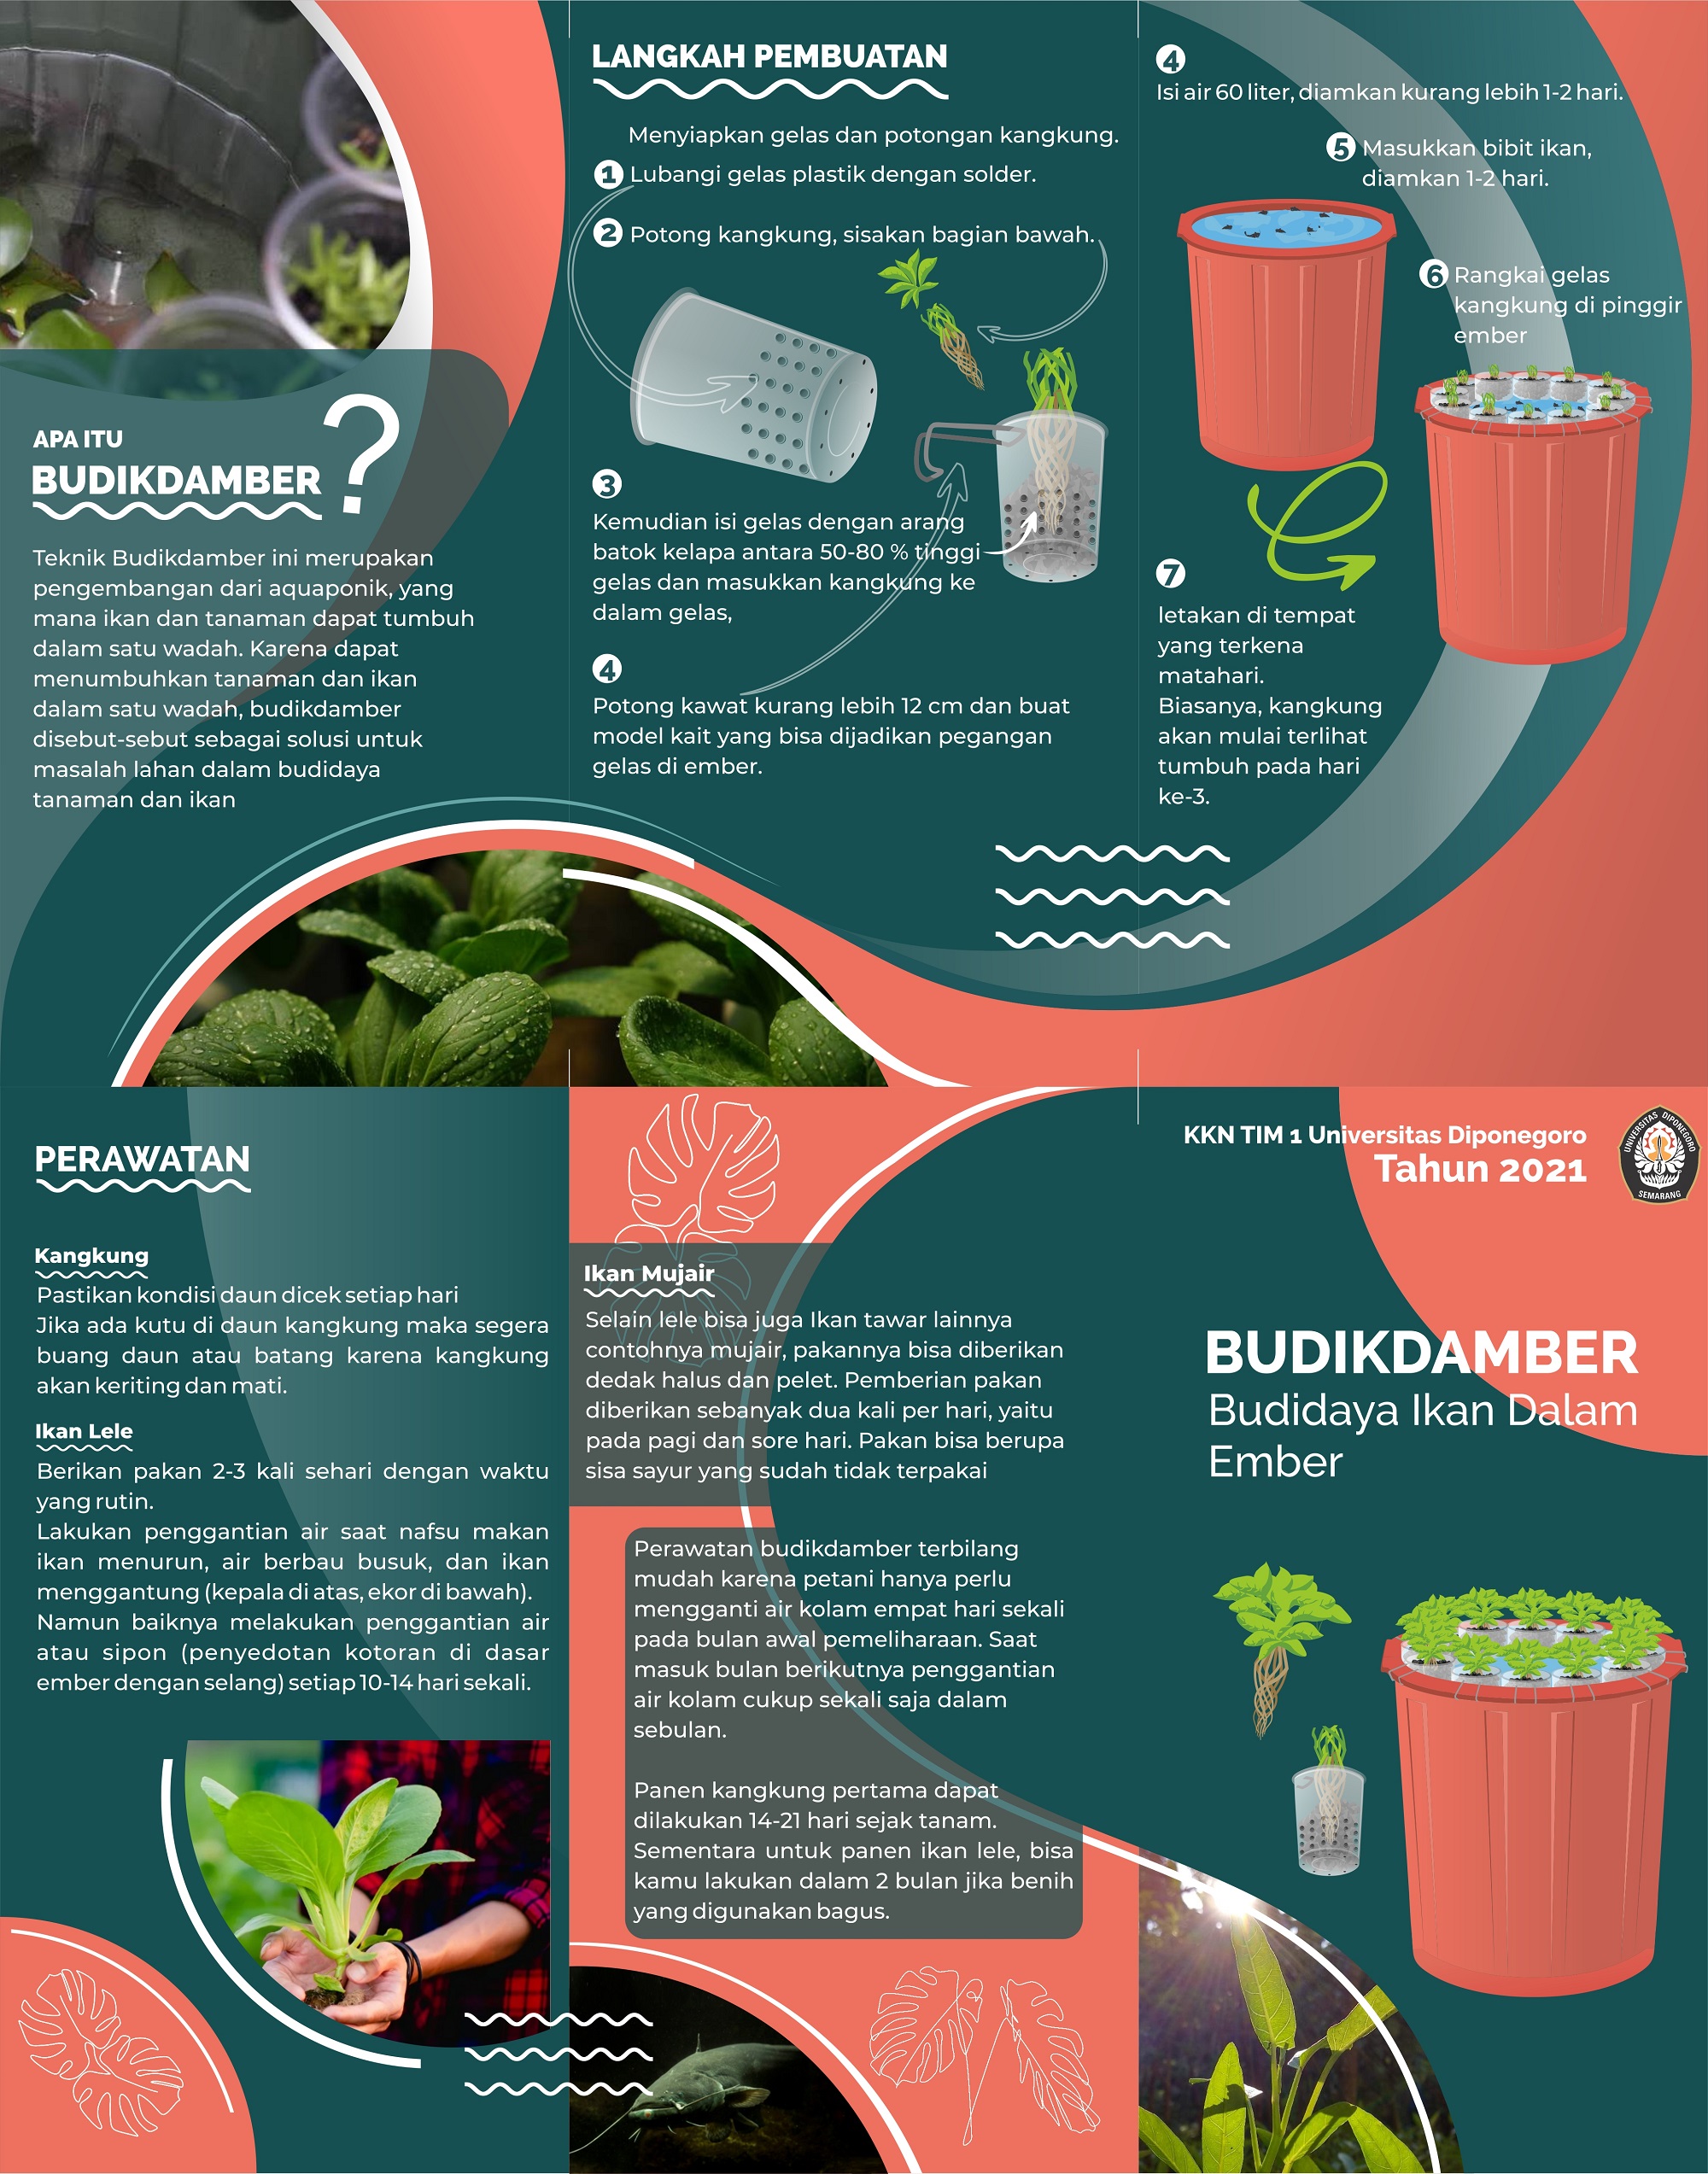 APA ITU
BUDIKDAMBER
?
Teknik Budikdamber ini merupakan
pengembangan dari aquaponik, yang
mana ikan dan tanaman dapat tumbuh
dalam satu wadah. Karena dapat
menumbuhkan tanaman dan ikan
dalam satu wadah, budikdamber
disebut-sebut sebagai solusi untuk
masalah lahan dalam budidaya
tanaman dan ikan
LANGKAH PEMBUATAN
Menyiapkan gelas dan potongan kangkung.
1 Lubangi gelas plastik dengan solder.
2 Potong kangkung, sisakan bagian bawah.
3
Kemudian isi gelas dengan arang
batok kelapa antara 50-80 % tinggi
gelas dan masukkan kangkung ke
dalam gelas,
4
Potong kawat kurang lebih 12 cm dan buat
model kait yang bisa dijadikan pegangan
gelas di ember.
4
Isi air 60 liter, diamkan kurang lebih 1-2 hari.
5 Masukkan bibit ikan,
diamkan 1-2 hari.
6 Rangkai gelas
kangkung di pinggir
ember
7
letakan di tempat
yang terkena
matahari.
Biasanya, kangkung
akan mulai terlihat
tumbuh pada hari
ke-3.
PERAWATAN
Kangkung
Pastikan kondisi daun dicek setiap hari
Jika ada kutu di daun kangkung maka segera
buang daun atau batang karena kangkung
akan keriting dan mati.
Ikan Lele
Berikan pakan 2-3 kali sehari dengan waktu
yang rutin.
Lakukan penggantian air saat nafsu makan
ikan menurun, air berbau busuk, dan ikan
menggantung (kepala di atas, ekor di bawah).
Namun baiknya melakukan penggantian air
atau sipon (penyedotan kotoran di dasar
ember dengan selang) setiap 10-14 hari sekali.
Ikan Mujair
Selain lele bisa juga Ikan tawar lainnya
contohnya mujair, pakannya bisa diberikan
dedak halus dan pelet. Pemberian pakan
diberikan sebanyak dua kali per hari, yaitu
pada pagi dan sore hari. Pakan bisa berupa
sisa sayur yang sudah tidak terpakai
Perawatan budikdamber terbilang
mudah karena petani hanya perlu
mengganti air kolam empat hari sekali
pada bulan awal pemeliharaan. Saat
masuk bulan berikutnya penggantian
air kolam cukup sekali saja dalam
sebulan.
Panen kangkung pertama dapat
dilakukan 14-21 hari sejak tanam.
Sementara untuk panen ikan lele, bisa
kamu lakukan dalam 2 bulan jika benih
yang digunakan bagus.
KKN TIM 1 Universitas Diponegoro
Tahun 2021
UNIVERSITAS DIPONEGORO
SEMARANG
BUDIKDAMBER
Budidaya Ikan Dalam
Ember